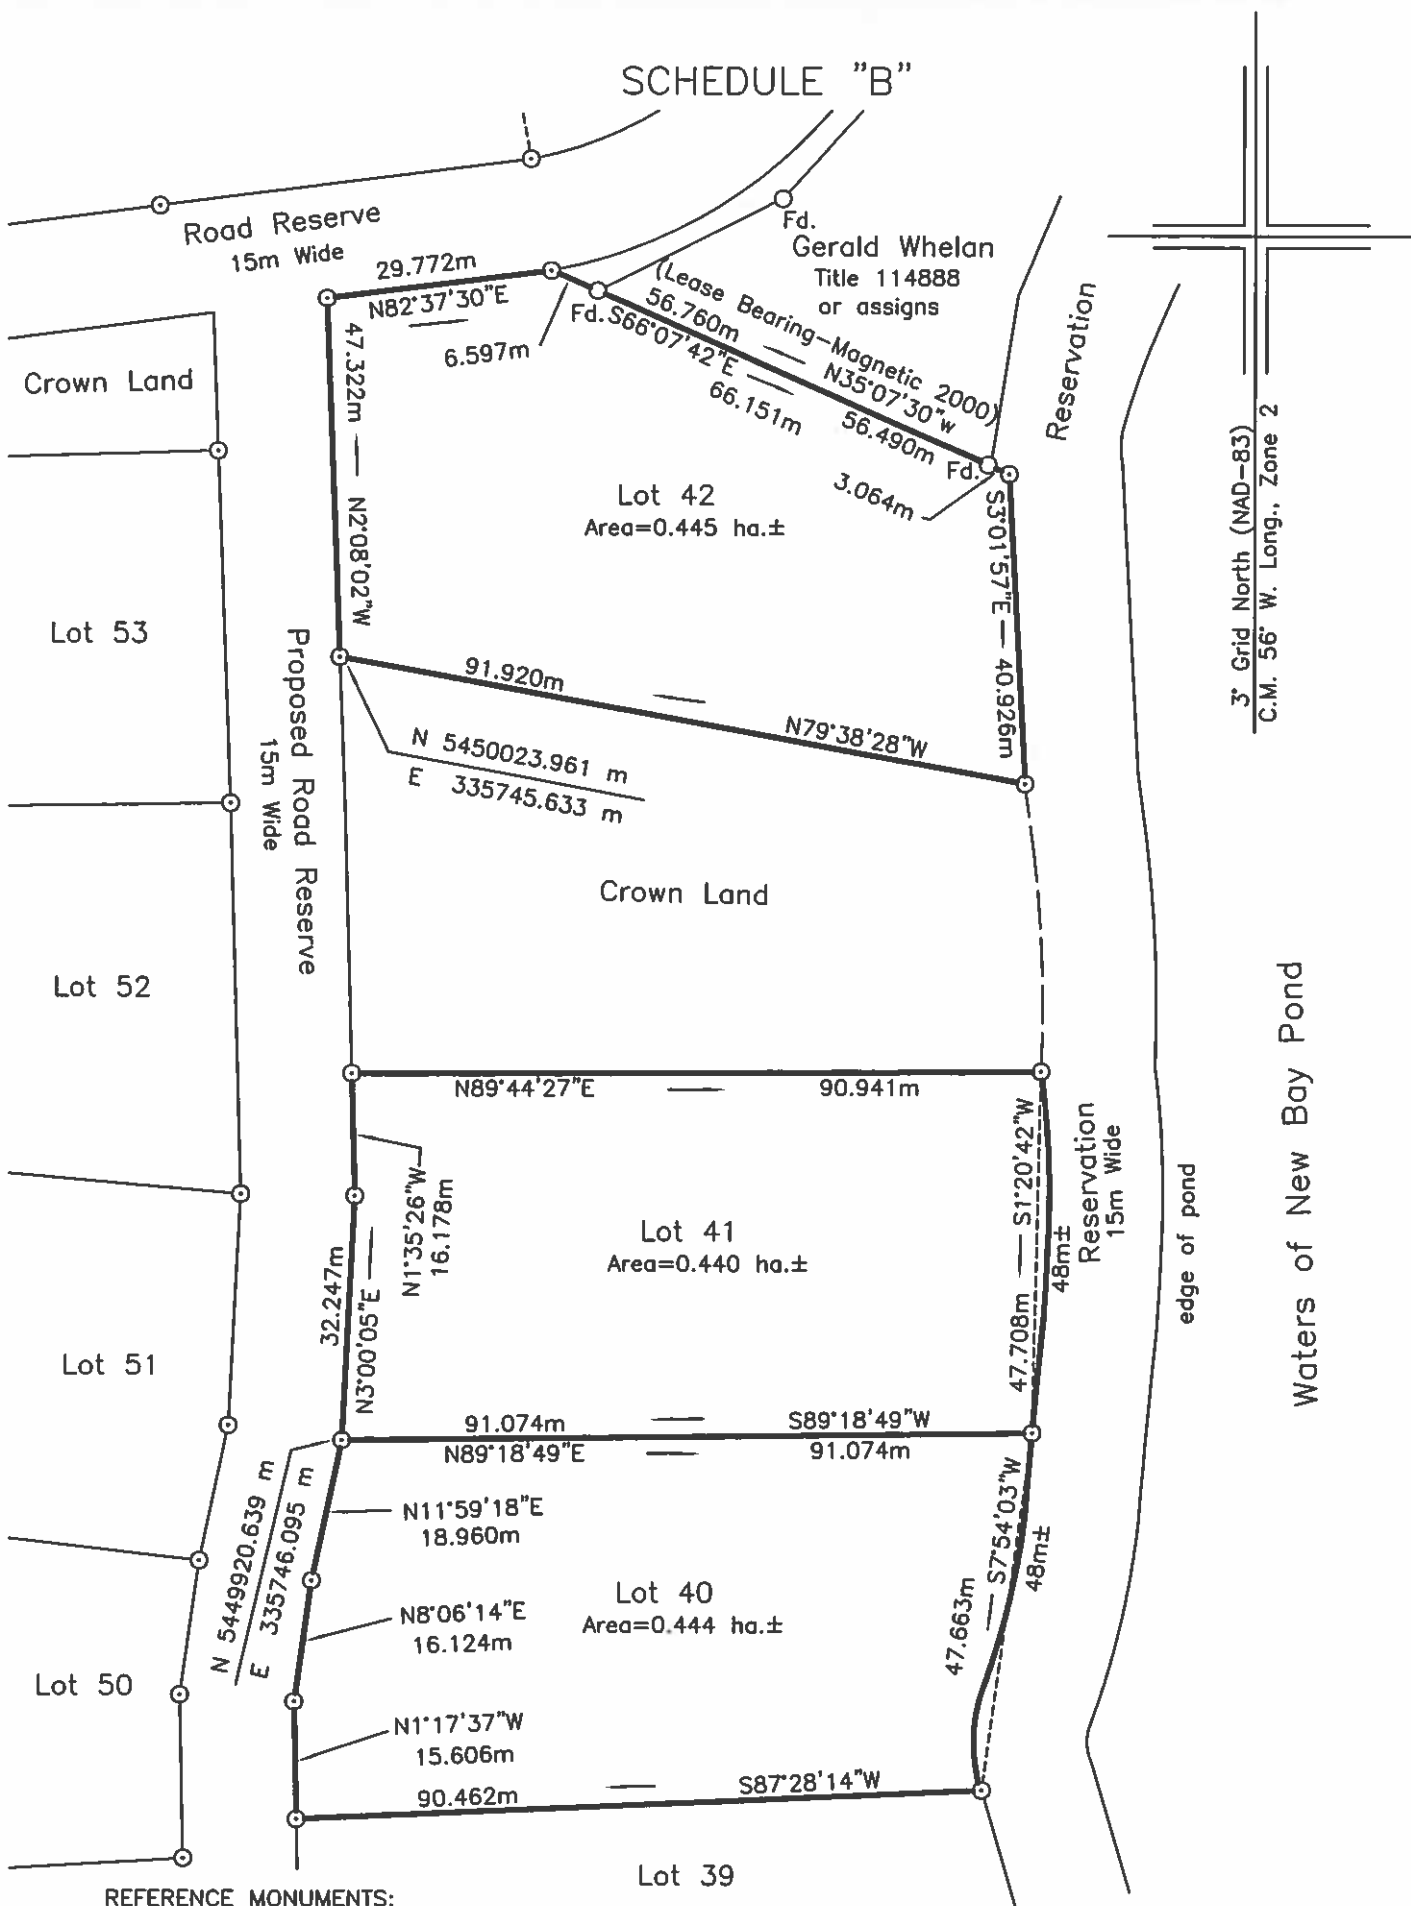 SCHEDULE "B"
Road Reserve
15m Wide
29.772m
N82°37'30"E
6.597m
Fd.
Fd.
Gerald Whelan
Title 114888
or assigns
(Lease Bearing-Magnetic 2000)
56.760m N35°07'30"w
S66°07'42"E 56.490m
66.151m
Fd.
3.064m
Reservation
Crown Land
47.322m N2°08'02"W
Lot 42
Area=0.445 ha.±
S3°01'57"E 40.926m
3° Grid North (NAD-83)
C.M. 56° W. Long., Zone 2
Lot 53
Proposed Road Reserve
15m Wide
91.920m N79°38'28"W
N 5450023.961 m
E 335745.633 m
Crown Land
Lot 52
N89°44'27"E 90.941m
N1°35'26"W
16.178m
32.247m
N3°00'05"E
Lot 41
Area=0.440 ha.±
47.708m S1°20'42"W
48m±
Reservation
15m Wide
edge of pond
Waters of New Bay Pond
Lot 51
91.074m S89°18'49"W
N89°18'49"E 91.074m
N 5449920.639 m
E 335746.095 m
N11°59'18"E
18.960m
N8°06'14"E
16.124m
Lot 40
Area=0.444 ha.±
47.663m S7°54'03"W
48m±
Lot 50
N1°17'37"W
15.606m
90.462m S87°28'14"W
Lot 39
REFERENCE MONUMENTS: